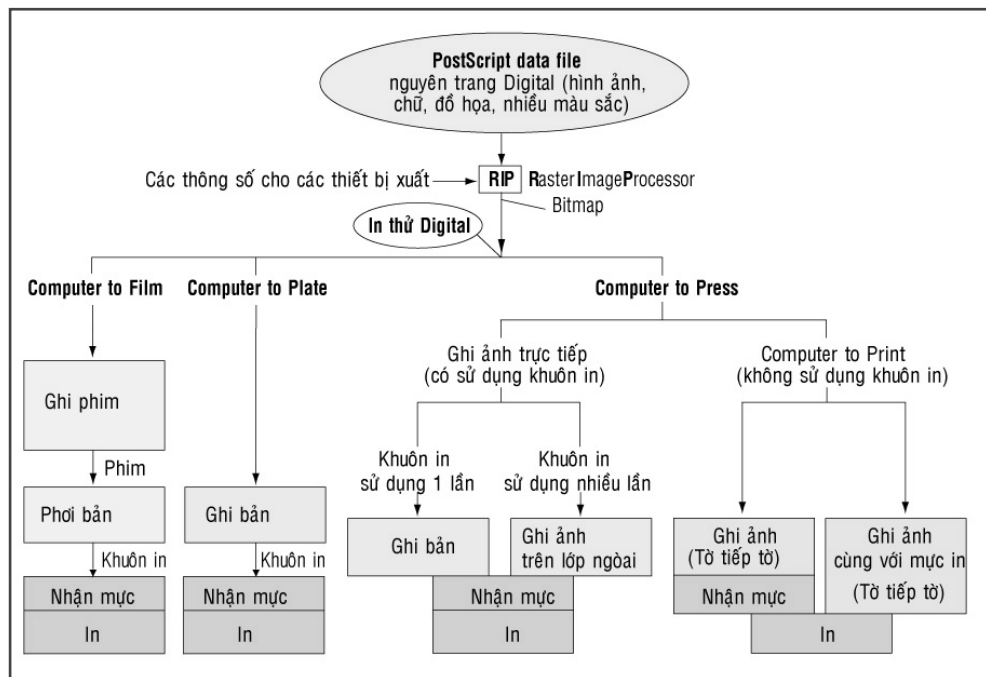 PostScript data file
nguyên trang Digital (hình ảnh,
chữ, đồ họa, nhiều màu sắc)
Các thông số cho các thiết bị xuất
RIP
RasterImageProcessor
Bitmap
In thử Digital
Computer to Film
Computer to Plate
Computer to Press
Ghi ảnh trực tiếp
(có sử dụng khuôn in)
Computer to Print
(không sử dụng khuôn in)
Ghi phim
Phim
Khuôn in
sử dụng 1 lần
Khuôn in
sử dụng nhiều lần
Phơi bản
Ghi bản
Ghi bản
Ghi ảnh
trên lớp ngòai
Ghi ảnh
(Tờ tiếp tờ)
Ghi ảnh
cùng với mực in
(Tờ tiếp tờ)
Khuôn in
Khuôn in
Nhận mực
Nhận mực
Nhận mực
Nhận mực
In
In
In
In